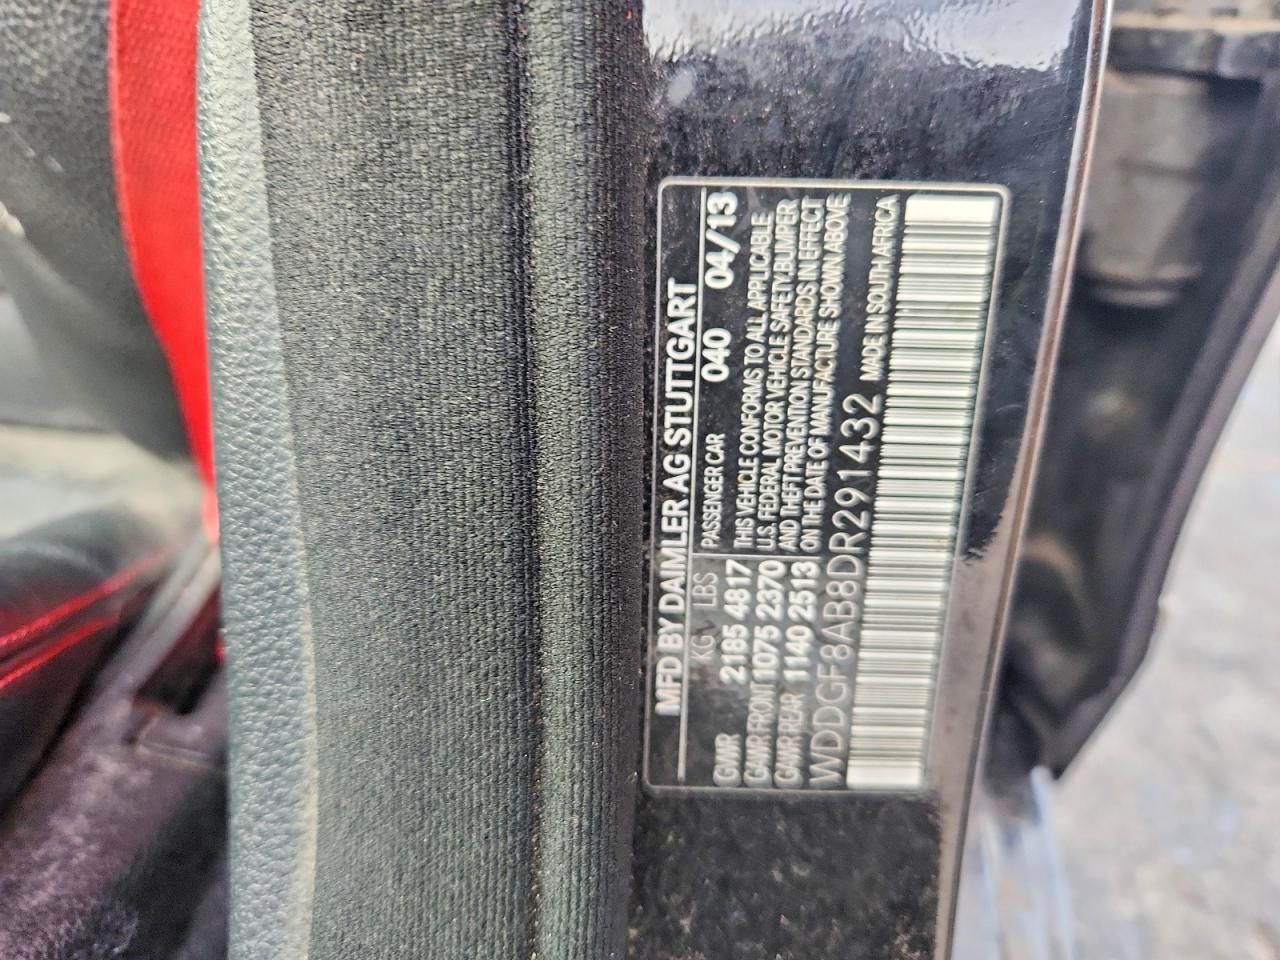 MFD BY DAIMLER AG STUTTGART
KG LBS PASSENGER CAR 040 04/13
GVWR 2185 4817 THIS VEHICLE CONFORMS TO ALL APPLICABLE
GAWR FRONT 1075 2370 U.S. FEDERAL MOTOR VEHICLE SAFETY,BUMPER
GAWR REAR 1140 2513 AND THEFT PREVENTION STANDARDS IN EFFECT
ON THE DATE OF MANUFACTURE SHOWN ABOVE
WDDGF8AB8DR291432 MADE IN SOUTH AFRICA